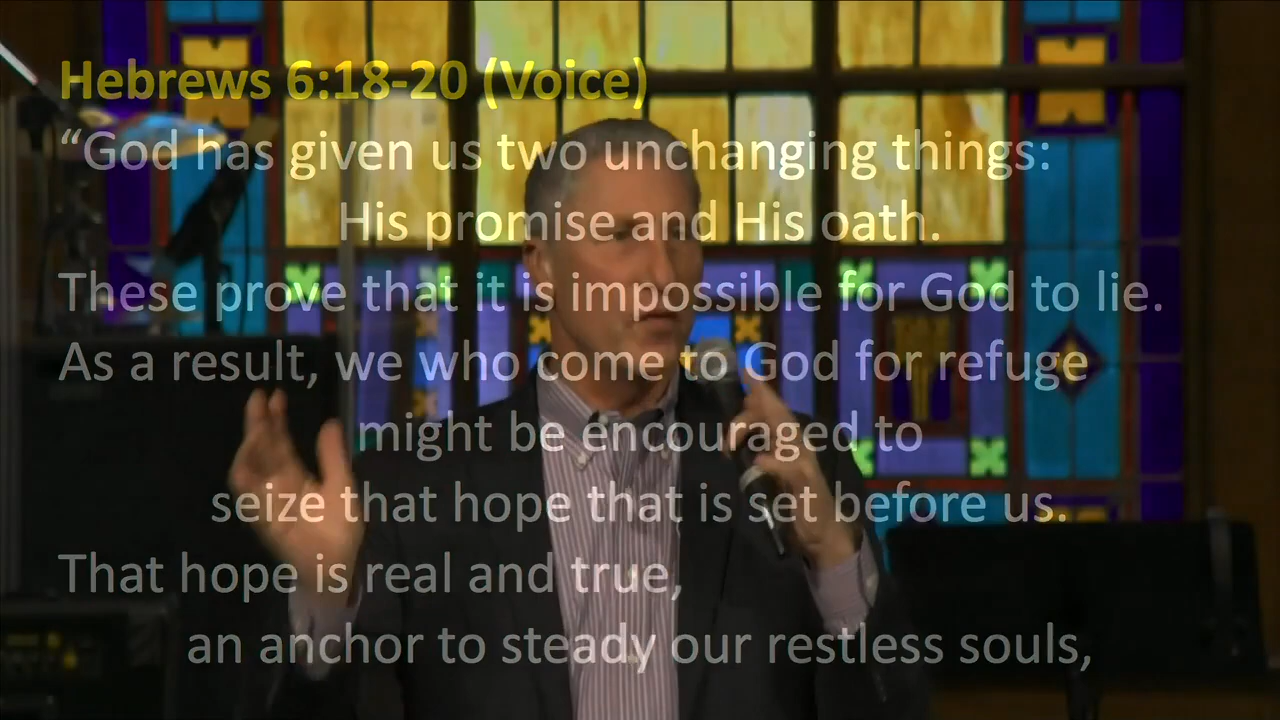 Hebrews 6:18-20 (Voice)
“God has given us two unchanging things:
His promise and His oath.
These prove that it is impossible for God to lie.
As a result, we who come to God for refuge
might be encouraged to
seize that hope that is set before us.
That hope is real and true,
an anchor to steady our restless souls,